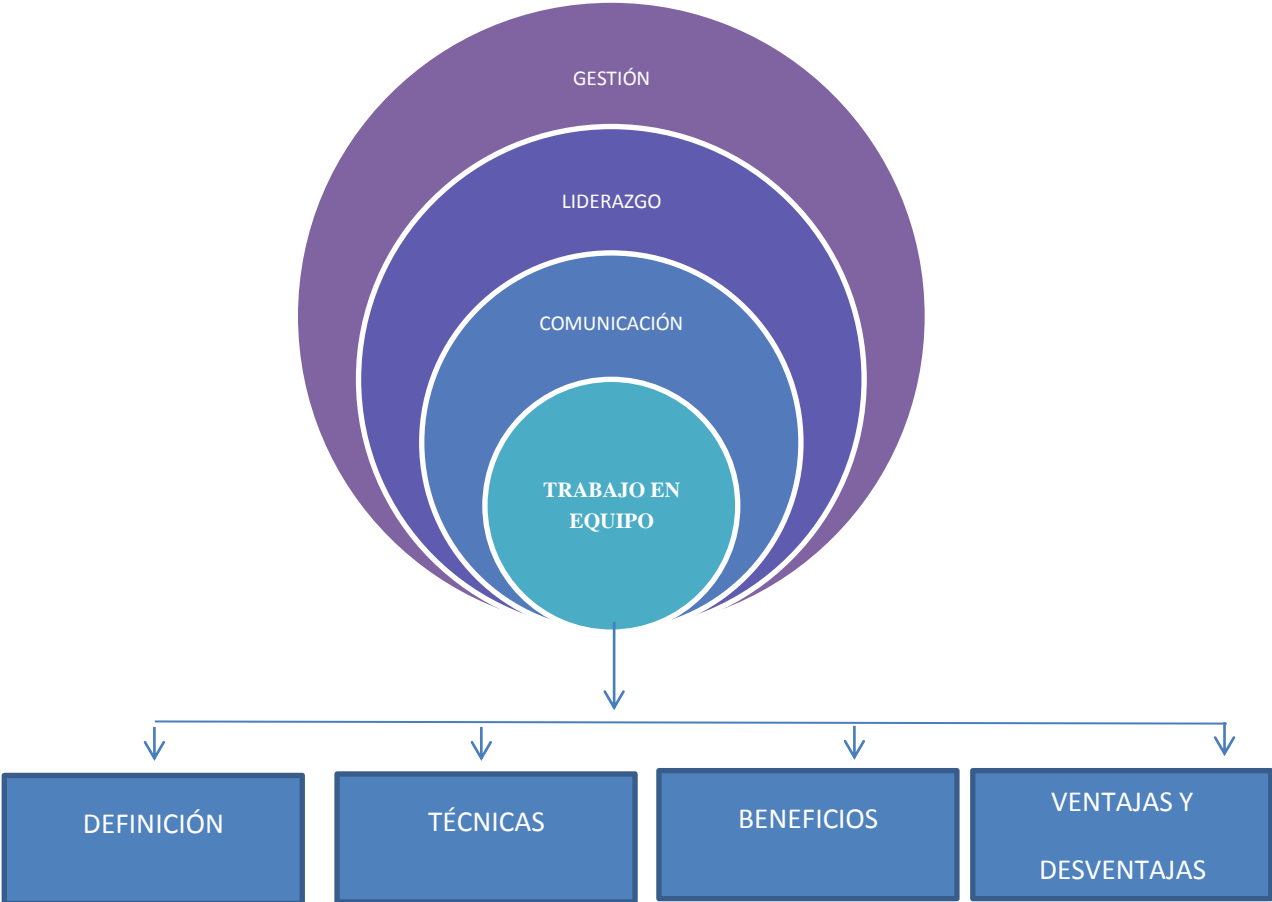 GESTIÓN
LIDERAZGO
COMUNICACIÓN
TRABAJO EN
EQUIPO
DEFINICIÓN
TÉCNICAS
BENEFICIOS
VENTAJAS Y
DESVENTAJAS